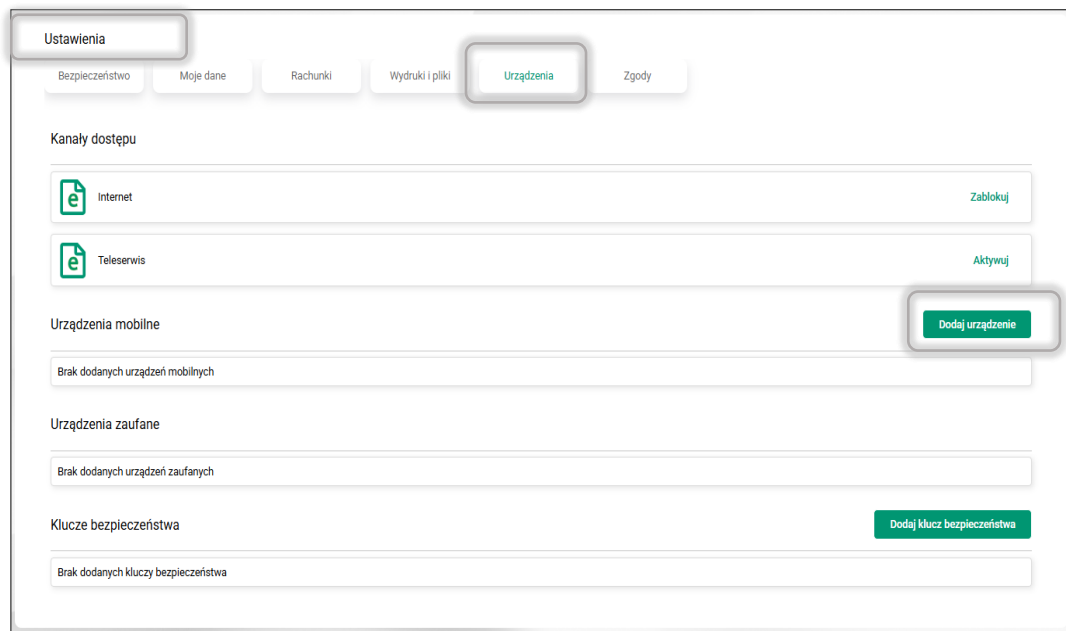 Ustawienia
Bezpieczeństwo Moje dane Rachunki Wydruki i pliki Urządzenia Zgody
Kanały dostępu
e Internet Zablokuj
e Teleserwis Aktywuj
Urządzenia mobilne Dodaj urządzenie
Brak dodanych urządzeń mobilnych
Urządzenia zaufane
Brak dodanych urządzeń zaufanych
Klucze bezpieczeństwa Dodaj klucz bezpieczeństwa
Brak dodanych kluczy bezpieczeństwa